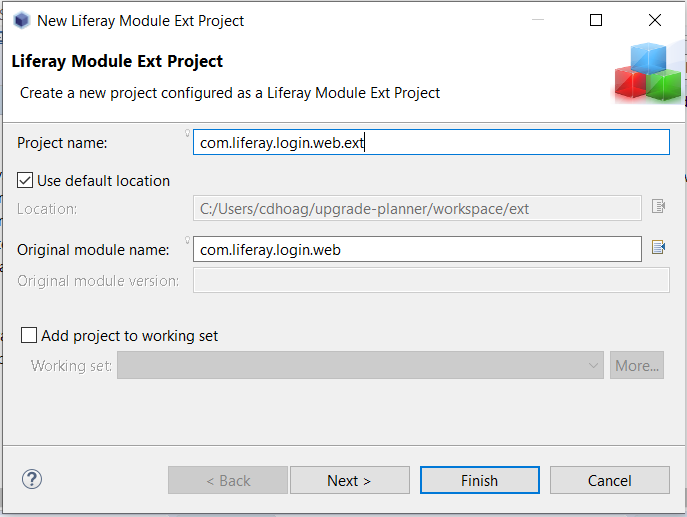 New Liferay Module Ext Project
Liferay Module Ext Project
Create a new project configured as a Liferay Module Ext Project
Project name: com.liferay.login.web.ext
Use default location
Location: C:/Users/cdhoag/upgrade-planner/workspace/ext
Original module name: com.liferay.login.web
Original module version:
Add project to working set
Working set: More...
? < Back Next > Finish Cancel